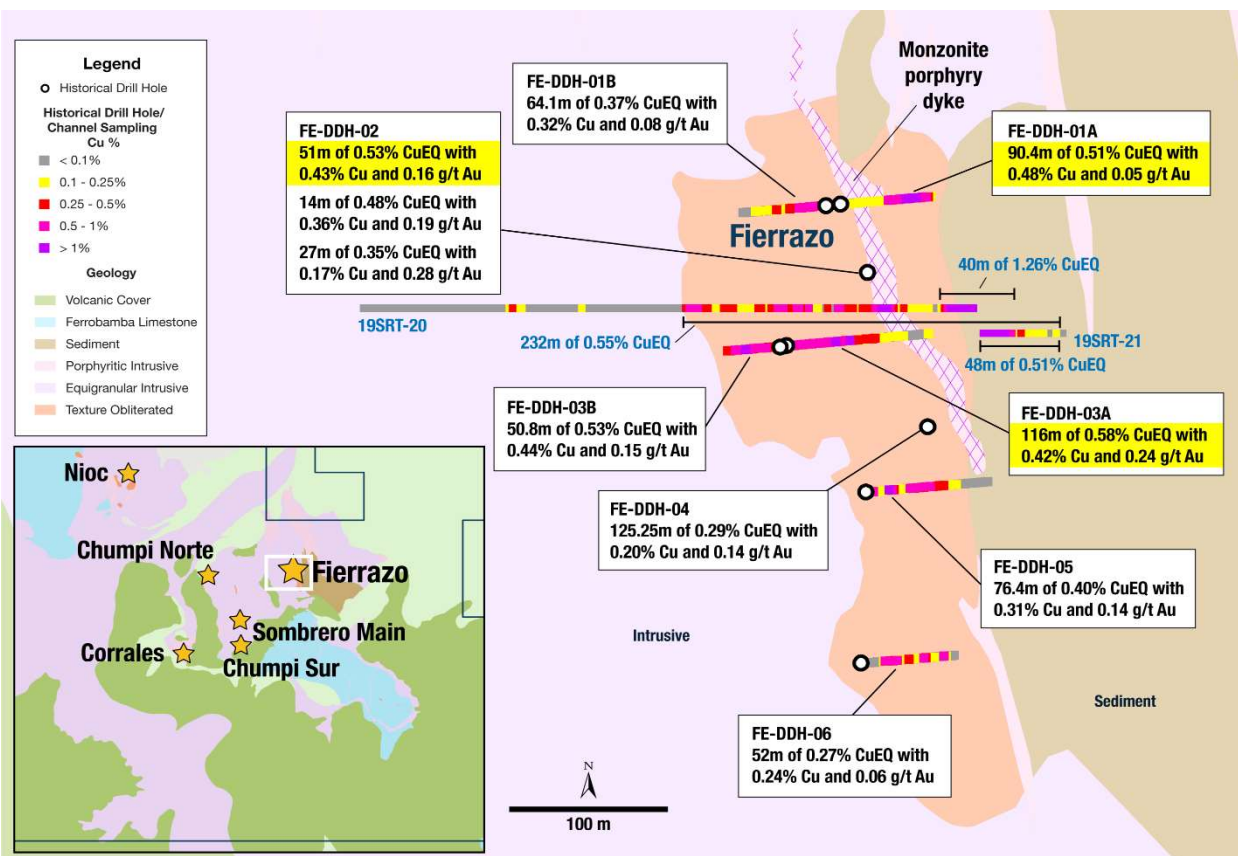 Legend
Historical Drill Hole
Historical Drill Hole/
Channel Sampling
Cu %
< 0.1%
0.1 - 0.25%
0.25 - 0.5%
0.5 - 1%
> 1%
Geology
Volcanic Cover
Ferrobamba Limestone
Sediment
Porphyritic Intrusive
Equigranular Intrusive
Texture Obliterated
FE-DDH-02
51m of 0.53% CuEQ with
0.43% Cu and 0.16 g/t Au
14m of 0.48% CuEQ with
0.36% Cu and 0.19 g/t Au
27m of 0.35% CuEQ with
0.17% Cu and 0.28 g/t Au
FE-DDH-01B
64.1m of 0.37% CuEQ with
0.32% Cu and 0.08 g/t Au
Monzonite
porphyry
dyke
FE-DDH-01A
90.4m of 0.51% CuEQ with
0.48% Cu and 0.05 g/t Au
Fierrazo
40m of 1.26% CuEQ
19SRT-20
232m of 0.55% CuEQ
19SRT-21
48m of 0.51% CuEQ
FE-DDH-03B
50.8m of 0.53% CuEQ with
0.44% Cu and 0.15 g/t Au
FE-DDH-03A
116m of 0.58% CuEQ with
0.42% Cu and 0.24 g/t Au
FE-DDH-04
125.25m of 0.29% CuEQ with
0.20% Cu and 0.14 g/t Au
FE-DDH-05
76.4m of 0.40% CuEQ with
0.31% Cu and 0.14 g/t Au
Intrusive
Sediment
FE-DDH-06
52m of 0.27% CuEQ with
0.24% Cu and 0.06 g/t Au
N
100 m
Nioc
Chumpi Norte
Fierrazo
Sombrero Main
Corrales
Chumpi Sur